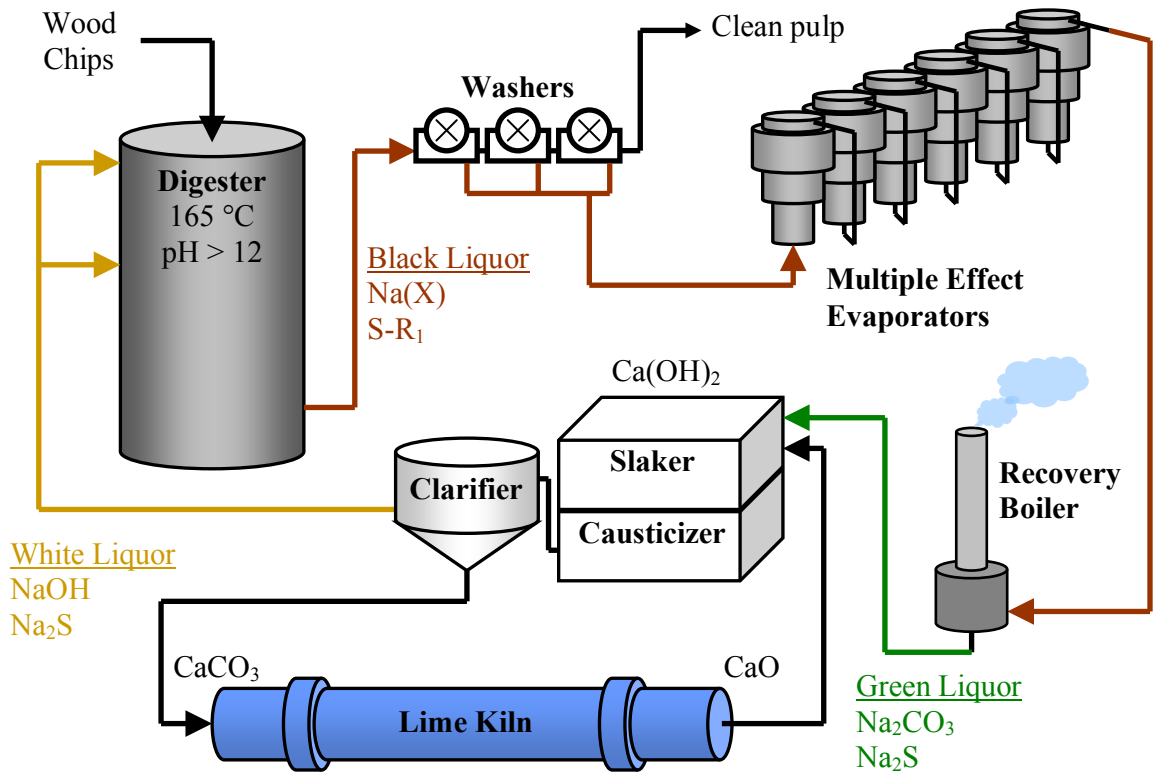 Wood
Chips
Clean pulp
Washers
Digester
165 °C
pH > 12
Black Liquor
Na(X)
S-R₁
Multiple Effect
Evaporators
Ca(OH)₂
Slaker
Causticizer
Clarifier
Recovery
Boiler
White Liquor
NaOH
Na₂S
CaCO₃
CaO
Lime Kiln
Green Liquor
Na₂CO₃
Na₂S